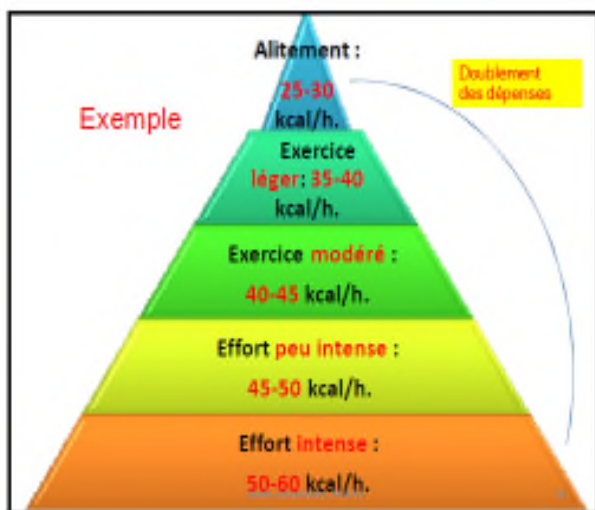 Alitement :
25-30
kcal/h.
Doublement
des dépenses
Exemple
Exercice
léger: 35-40
kcal/h.
Exercice modéré :
40-45 kcal/h.
Effort peu intense :
45-50 kcal/h.
Effort intense :
50-60 kcal/h.